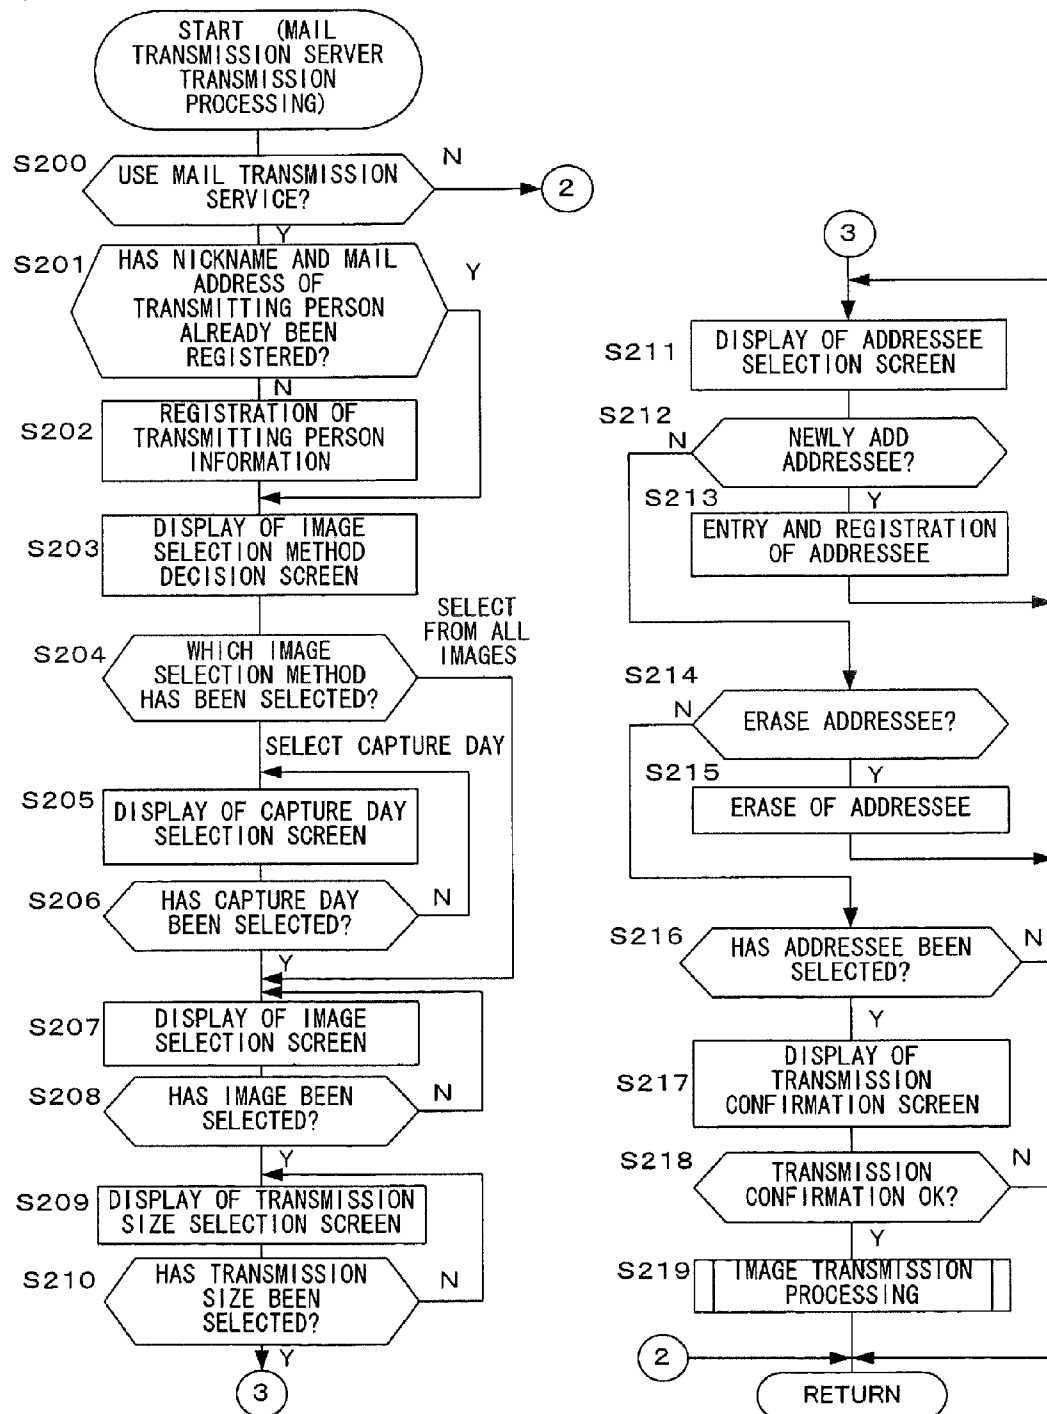 START (MAIL
TRANSMISSION SERVER
TRANSMISSION
PROCESSING)
S200
USE MAIL TRANSMISSION
SERVICE?
N
2
Y
S201
HAS NICKNAME AND MAIL
ADDRESS OF
TRANSMITTING PERSON
ALREADY BEEN
REGISTERED?
Y
N
S202
REGISTRATION OF
TRANSMITTING PERSON
INFORMATION
S203
DISPLAY OF IMAGE
SELECTION METHOD
DECISION SCREEN
S204
WHICH IMAGE
SELECTION METHOD
HAS BEEN SELECTED?
SELECT
FROM ALL
IMAGES
SELECT CAPTURE DAY
S205
DISPLAY OF CAPTURE DAY
SELECTION SCREEN
S206
HAS CAPTURE DAY
BEEN SELECTED?
N
Y
S207
DISPLAY OF IMAGE
SELECTION SCREEN
S208
HAS IMAGE BEEN
SELECTED?
N
Y
S209
DISPLAY OF TRANSMISSION
SIZE SELECTION SCREEN
S210
HAS TRANSMISSION
SIZE BEEN
SELECTED?
N
Y
3
3
S211
DISPLAY OF ADDRESSEE
SELECTION SCREEN
S212
N
NEWLY ADD
ADDRESSEE?
S213
Y
ENTRY AND REGISTRATION
OF ADDRESSEE
S214
N
ERASE ADDRESSEE?
S215
Y
ERASE OF ADDRESSEE
S216
HAS ADDRESSEE BEEN
SELECTED?
N
Y
S217
DISPLAY OF
TRANSMISSION
CONFIRMATION SCREEN
S218
TRANSMISSION
CONFIRMATION OK?
N
Y
S219
IMAGE TRANSMISSION
PROCESSING
2
RETURN